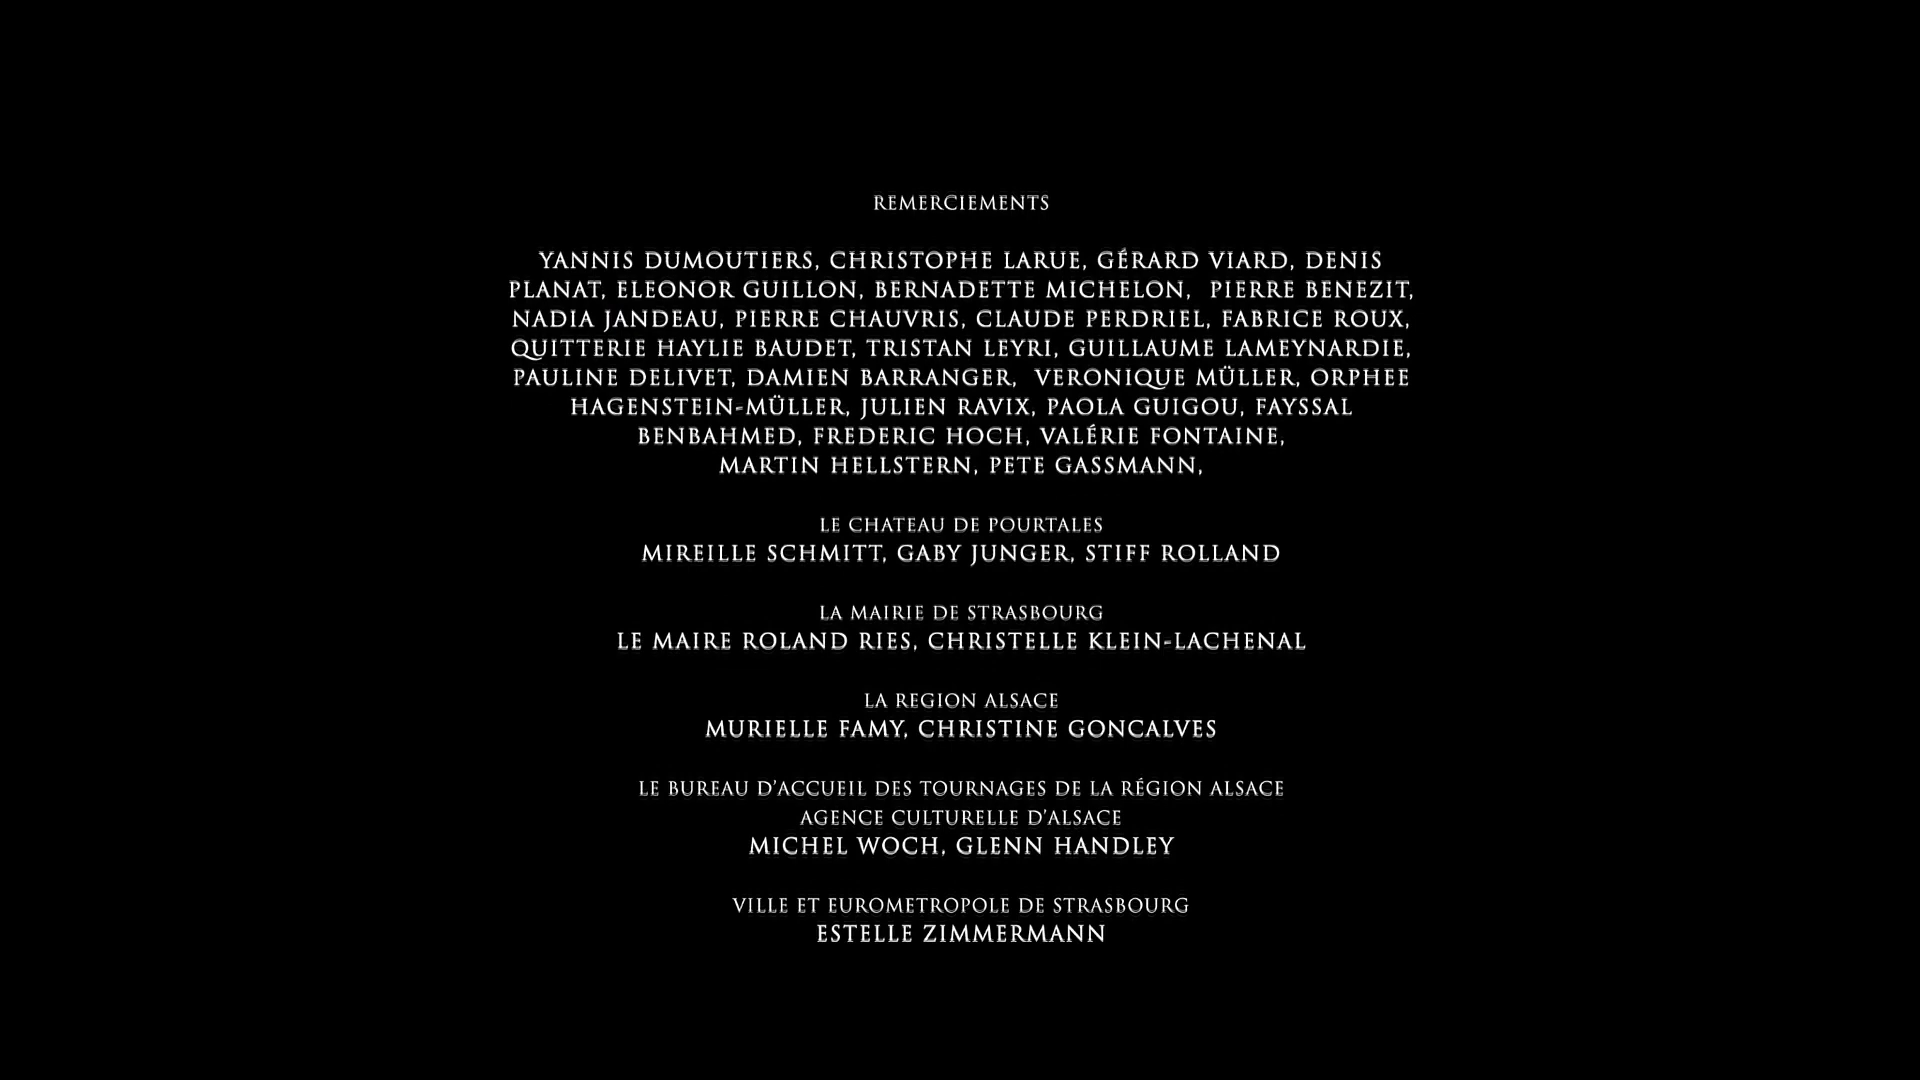 REMERCIEMENTS
YANNIS DUMOUTIERS, CHRISTOPHE LARUE, GÉRARD VIARD, DENIS
PLANAT, ELEONOR GUILLON, BERNADETTE MICHELON,  PIERRE BENEZIT,
NADIA JANDEAU, PIERRE CHAUVRIS, CLAUDE PERDRIEL, FABRICE ROUX,
QUITTERIE HAYLIE BAUDET, TRISTAN LEYRI, GUILLAUME LAMEYNARDIE,
PAULINE DELIVET, DAMIEN BARRANGER,  VERONIQUE MÜLLER, ORPHEE
HAGENSTEIN-MÜLLER, JULIEN RAVIX, PAOLA GUIGOU, FAYSSAL
BENBAHMED, FREDERIC HOCH, VALÉRIE FONTAINE,
MARTIN HELLSTERN, PETE GASSMANN,
LE CHATEAU DE POURTALES
MIREILLE SCHMITT, GABY JUNGER, STIFF ROLLAND
LA MAIRIE DE STRASBOURG
LE MAIRE ROLAND RIES, CHRISTELLE KLEIN-LACHENAL
LA REGION ALSACE
MURIELLE FAMY, CHRISTINE GONCALVES
LE BUREAU D'ACCUEIL DES TOURNAGES DE LA RÉGION ALSACE
AGENCE CULTURELLE D'ALSACE
MICHEL WOCH, GLENN HANDLEY
VILLE ET EUROMETROPOLE DE STRASBOURG
ESTELLE ZIMMERMANN